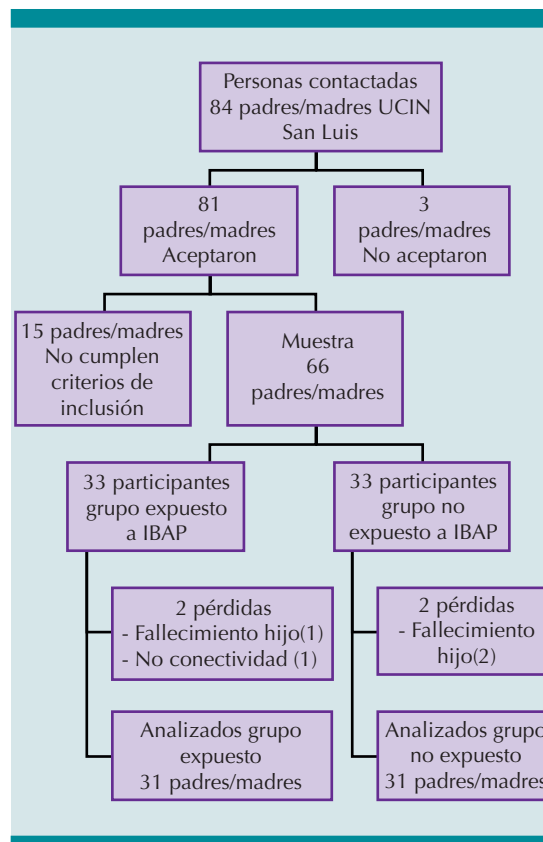 Personas contactadas
84 padres/madres UCIN
San Luis
81
padres/madres
Aceptaron
3
padres/madres
No aceptaron
15 padres/madres
No cumplen
criterios de
inclusión
Muestra
66
padres/madres
33 participantes
grupo expuesto
a IBAP
33 participantes
grupo no
expuesto a IBAP
2 pérdidas
- Fallecimiento hijo(1)
- No conectividad (1)
2 pérdidas
- Fallecimiento
hijo(2)
Analizados grupo
expuesto
31 padres/madres
Analizados grupo
no expuesto
31 padres/madres